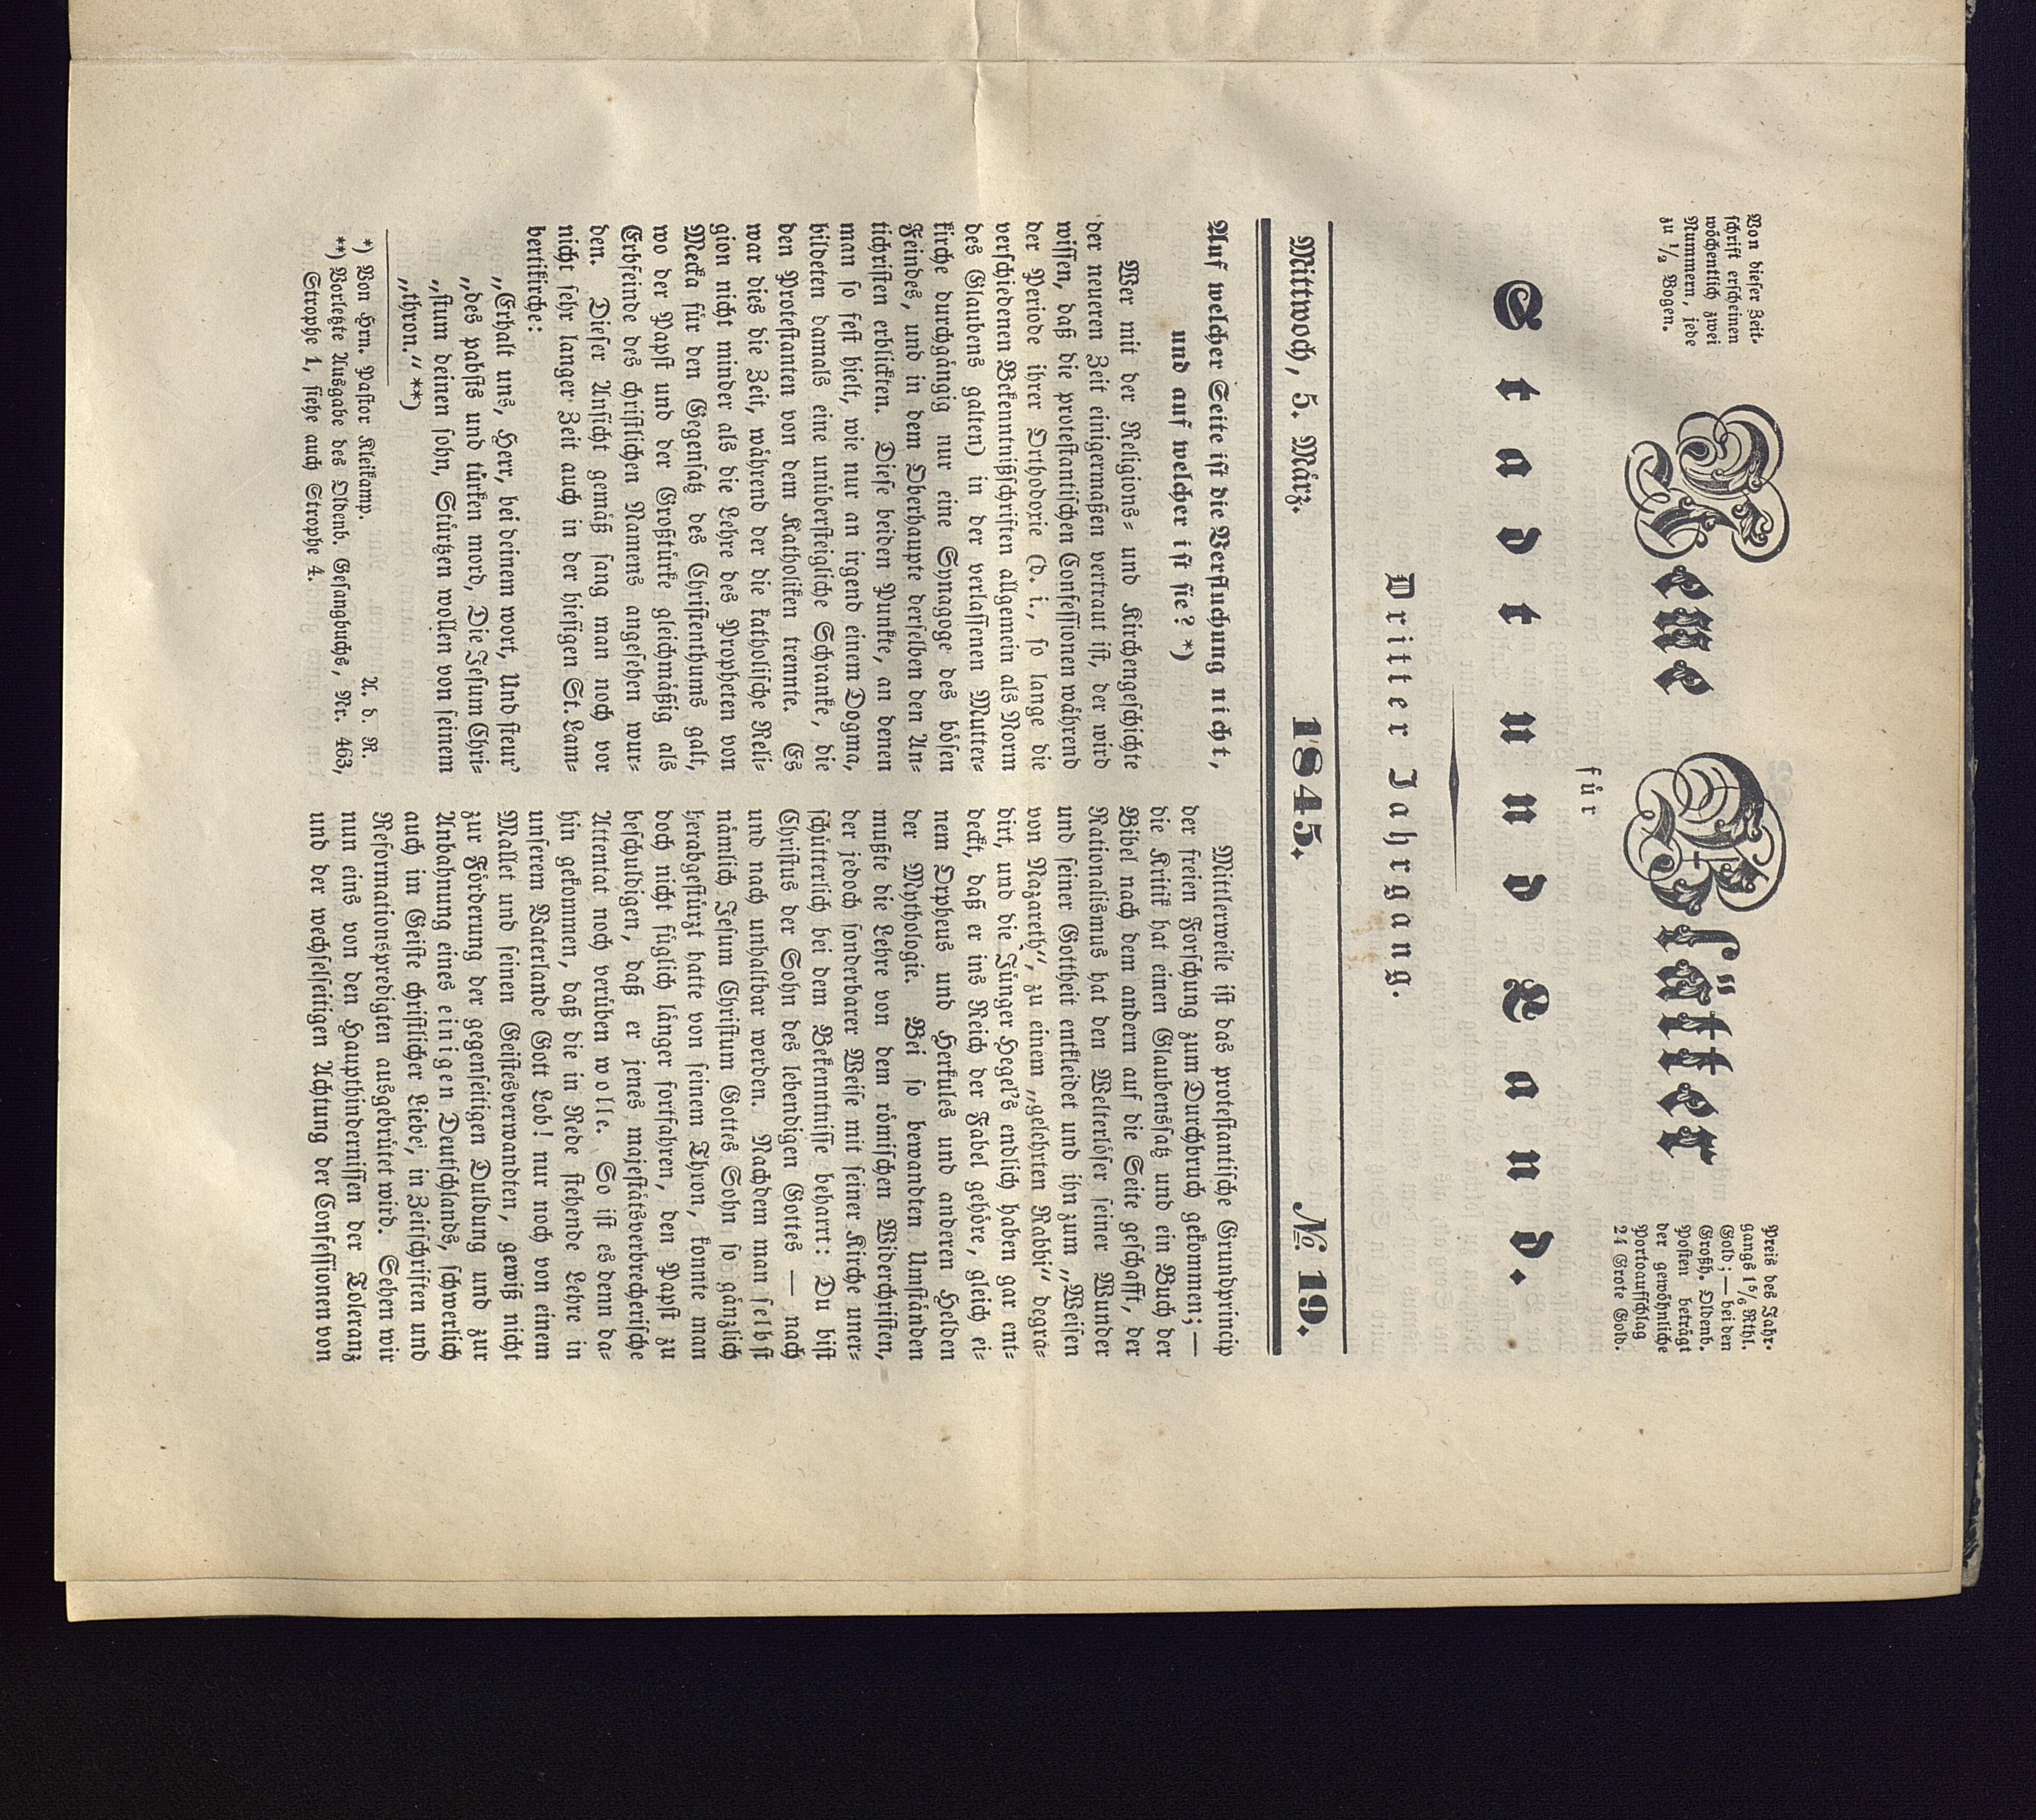 Von dieser Zeit-
schrift erscheinen
wöchentlich zwei
Nummern, jede
zu 1/2 Bogen.
Neue Blätter
Preis des Jahr-
gangs 1 5/6 Rthl.
Gold; — bei den
Großh. Oldenb.
Posten beträgt
der gewöhnliche
Portoaufschlag
24 Grote Gold.
für
Stadt und Land.
Dritter Jahrgang.
Mittwoch, 5. März. 1845. № 19.
Auf welcher Seite ist die Verfluchung nicht,
und auf welcher ist sie? *)
Wer mit der Religions- und Kirchengeschichte
der neueren Zeit einigermaßen vertraut ist, der wird
wissen, daß die protestantischen Confessionen während
der Periode ihrer Orthodoxie (d. i., so lange die
verschiedenen Bekenntnißschriften allgemein als Norm
des Glaubens galten) in der verlassenen Mutter-
kirche durchgängig nur eine Synagoge des bösen
Feindes, und in dem Oberhaupte derselben den An-
tichristen erblickten. Diese beiden Punkte, an denen
man so fest hielt, wie nur an irgend einem Dogma,
bildeten damals eine unübersteigliche Schranke, die
den Protestanten von dem Katholiken trennte. Es
war dies die Zeit, während der die katholische Reli-
gion nicht minder als die Lehre des Propheten von
Mecka für den Gegensatz des Christenthums galt,
wo der Papst und der Großtürke gleichmäßig als
Erbfeinde des christlichen Namens angesehen wur-
den. Dieser Ansicht gemäß sang man noch vor
nicht sehr langer Zeit auch in der hiesigen St. Lam-
bertikirche:
„Erhalt uns, Herr, bei deinem wort, Und steur’
„des pabsts und türken mord, Die Jesum Chri-
„stum deinen sohn, Stürtzen wollen von seinem
„thron.“ **)
*) Von Hrn. Pastor Kleikamp. A. d. R.
**) Vorletzte Ausgabe des Oldenb. Gesangbuchs, Nr. 463,
Strophe 1, siehe auch Strophe 4.
Mittlerweile ist das protestantische Grundprincip
der freien Forschung zum Durchbruch gekommen; —
die Kritik hat einen Glaubenssatz und ein Buch der
Bibel nach dem andern auf die Seite geschafft, der
Rationalismus hat den Welterlöser seiner Wunder
und seiner Gottheit entkleidet und ihn zum „Weisen
von Nazareth“, zu einem „gelehrten Rabbi“ degra-
dirt, und die Jünger Hegel’s endlich haben gar ent-
deckt, daß er ins Reich der Fabel gehöre, gleich ei-
nem Orpheus und Herkules und anderen Helden
der Mythologie. Bei so bewandten Umständen
mußte die Lehre von dem römischen Widerchristen,
der jedoch sonderbarer Weise mit seiner Kirche uner-
schütterlich bei dem Bekenntnisse beharrt: Du bist
Christus der Sohn des lebendigen Gottes — nach
und nach unhaltbar werden. Nachdem man selbst
nämlich Jesum Christum Gottes Sohn so gänzlich
herabgestürzt hatte von seinem Thron, konnte man
doch nicht füglich länger fortfahren, den Papst zu
beschuldigen, daß er jenes majestätsverbrecherische
Attentat noch verüben wolle. So ist es denn da-
hin gekommen, daß die in Rede stehende Lehre in
unserem Vaterlande Gott Lob! nur noch von einem
Mallet und seinen Geistesverwandten, gewiß nicht
zur Förderung der gegenseitigen Duldung und zur
Anbahnung eines einigen Deutschlands, schwerlich
auch im Geiste christlicher Liebe, in Zeitschriften und
Reformationspredigten ausgebrütet wird. Sehen wir
nun eins von den Haupthindernissen der Toleranz
und der wechselseitigen Achtung der Confessionen von